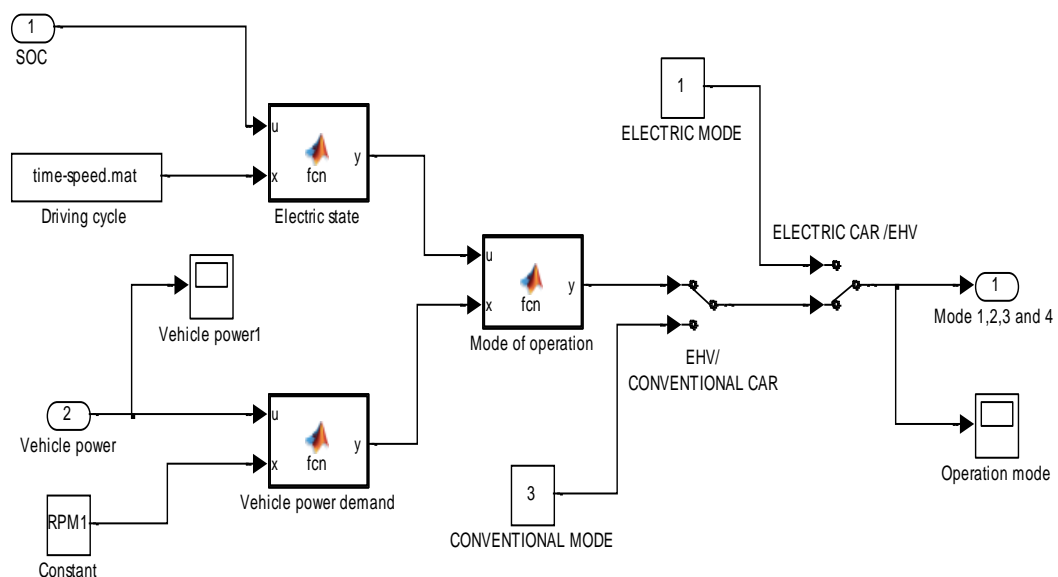 1
SOC
time-speed.mat
Driving cycle
u
x
y
fcn
Electric state
Vehicle power1
2
Vehicle power
RPM1
Constant
u
x
y
fcn
Vehicle power demand
u
x
y
fcn
Mode of operation
1
ELECTRIC MODE
3
CONVENTIONAL MODE
EHV/
CONVENTIONAL CAR
ELECTRIC CAR /EHV
1
Mode 1,2,3 and 4
Operation mode